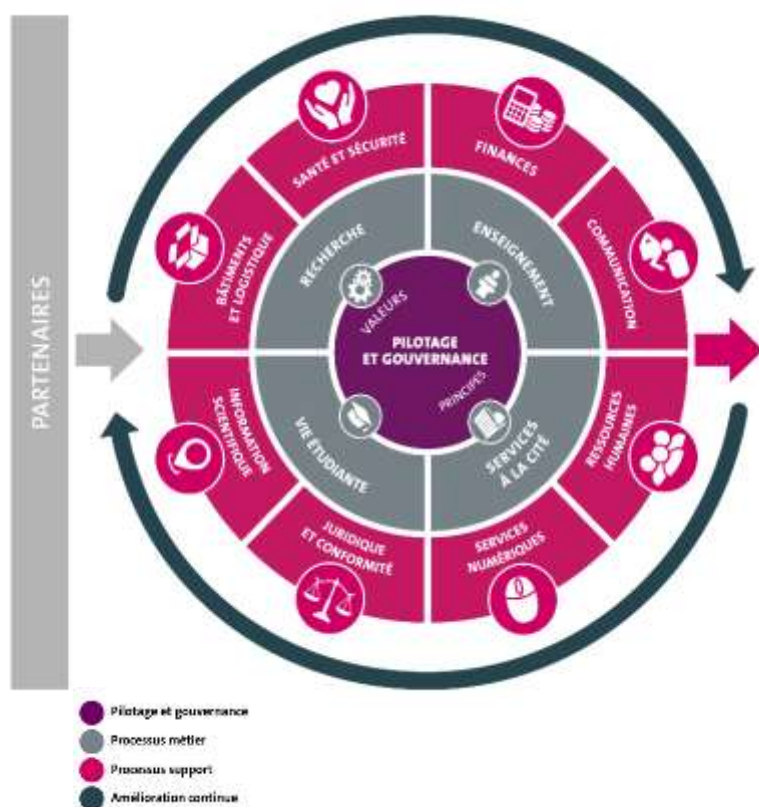 PARTENAIRES
SANTÉ ET SÉCURITÉ
FINANCES
COMMUNICATION
RESSOURCES
HUMAINES
SERVICES
NUMÉRIQUES
JURIDIQUE
ET CONFORMITÉ
INFORMATION
SCIENTIFIQUE
BÂTIMENTS
ET LOGISTIQUE
RECHERCHE
ENSEIGNEMENT
SERVICES
À LA CITÉ
VIE ÉTUDIANTE
VALEURS
PILOTAGE
ET GOUVERNANCE
PRINCIPES
Pilotage et gouvernance
Processus métier
Processus support
Amélioration continue